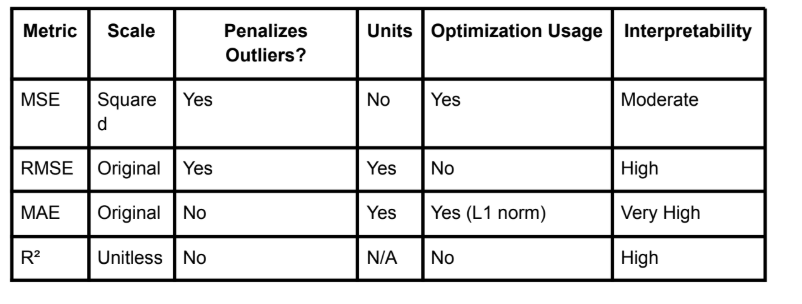 Metric Scale Penalizes Outliers? Units Optimization Usage Interpretability
MSE Squared Yes No Yes Moderate
RMSE Original Yes Yes No High
MAE Original No Yes Yes (L1 norm) Very High
R² Unitless No N/A No High